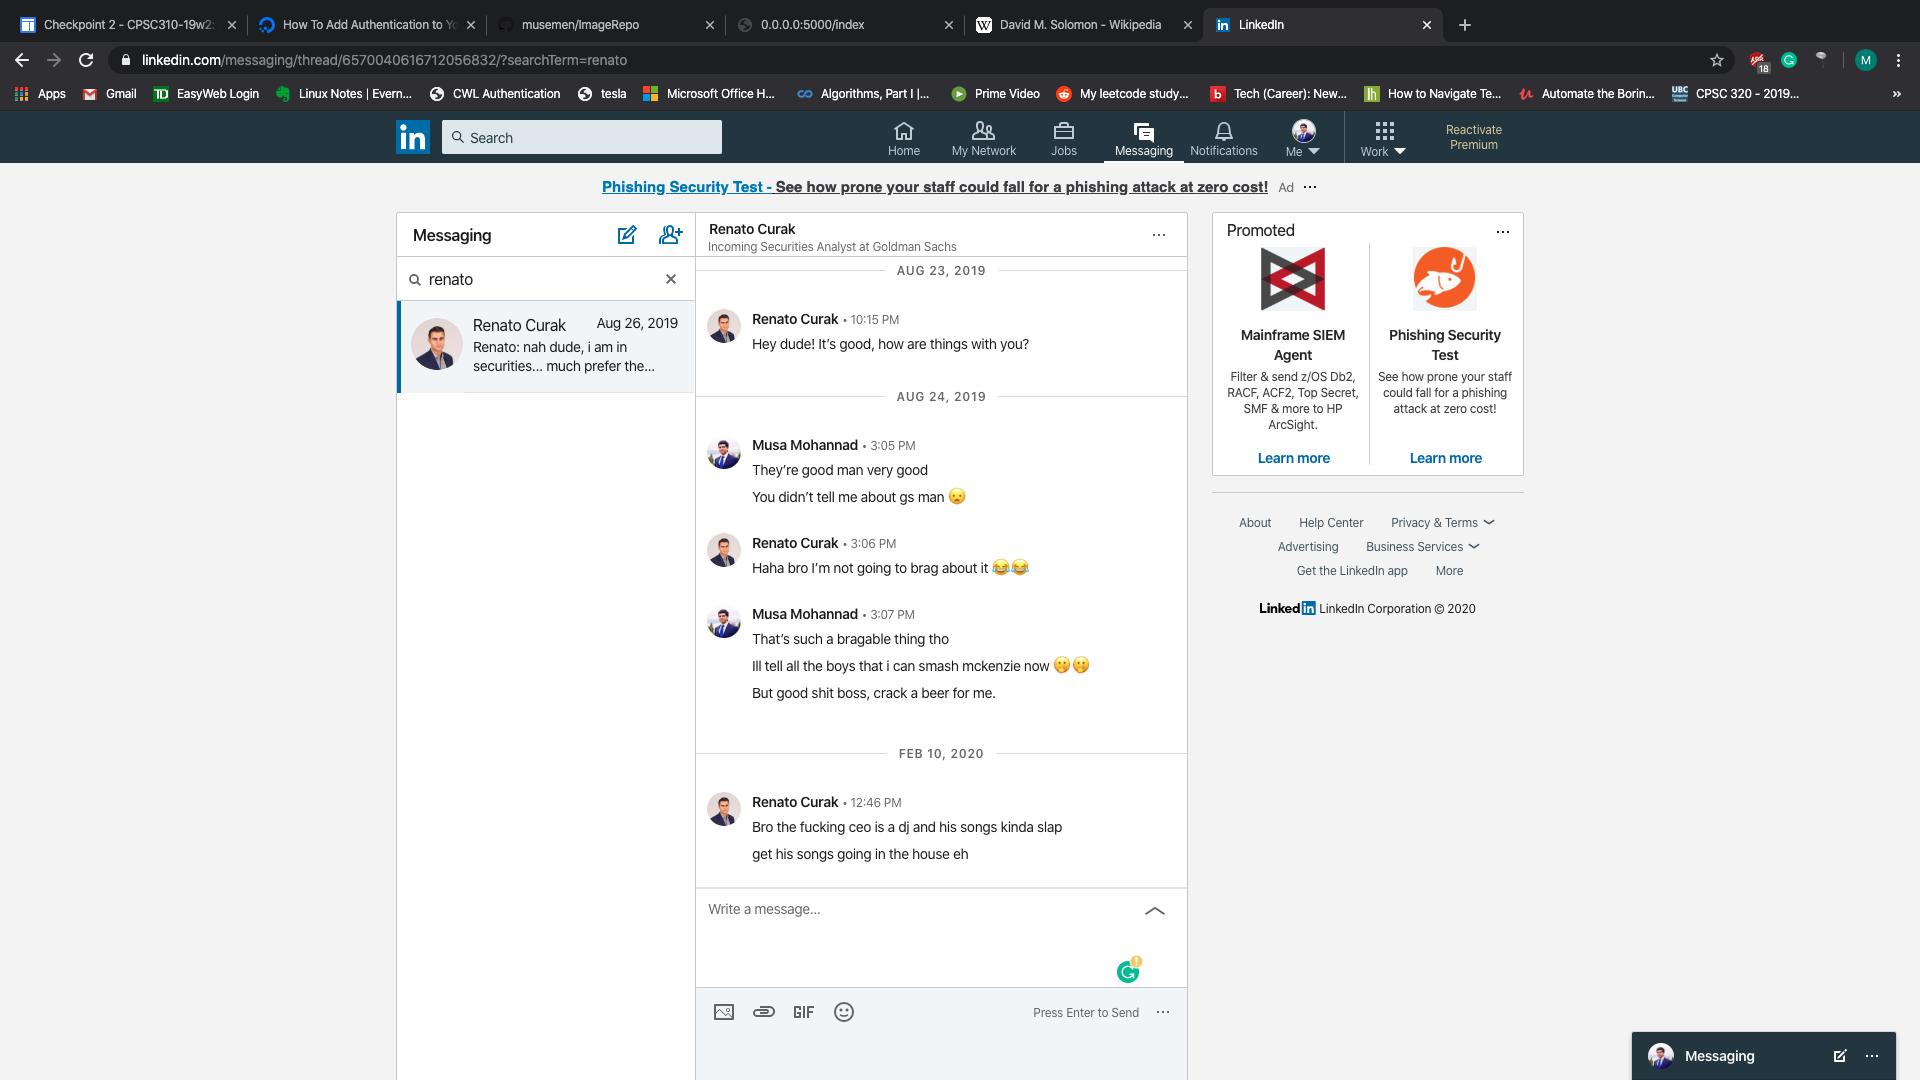 Checkpoint 2 - CPSC310-19w2:
How To Add Authentication to Yo
musemen/ImageRepo
0.0.0.0:5000/index
David M. Solomon - Wikipedia
LinkedIn
linkedin.com/messaging/thread/6570040616712056832/?searchTerm=renato
18
M
Apps
Gmail
EasyWeb Login
Linux Notes | Evern...
CWL Authentication
tesla
Microsoft Office H...
Algorithms, Part I |...
Prime Video
My leetcode study...
Tech (Career): New...
How to Navigate Te...
Automate the Borin...
CPSC 320 - 2019...
»
in
Search
Home
My Network
Jobs
Messaging
Notifications
Me
Work
Reactivate
Premium
Phishing Security Test - See how prone your staff could fall for a phishing attack at zero cost! Ad ...
Messaging
renato
Renato Curak Aug 26, 2019
Renato: nah dude, i am in
securities... much prefer the...
Renato Curak
Incoming Securities Analyst at Goldman Sachs
AUG 23, 2019
Renato Curak • 10:15 PM
Hey dude! It’s good, how are things with you?
AUG 24, 2019
Musa Mohannad • 3:05 PM
They’re good man very good
You didn’t tell me about gs man 😟
Renato Curak • 3:06 PM
Haha bro I’m not going to brag about it 😂😂
Musa Mohannad • 3:07 PM
That’s such a bragable thing tho
Ill tell all the boys that i can smash mckenzie now 🤭🤭
But good shit boss, crack a beer for me.
FEB 10, 2020
Renato Curak • 12:46 PM
Bro the fucking ceo is a dj and his songs kinda slap
get his songs going in the house eh
Write a message...
GIF
Press Enter to Send
Promoted
Mainframe SIEM
Agent
Filter & send z/OS Db2,
RACF, ACF2, Top Secret,
SMF & more to HP
ArcSight.
Learn more
Phishing Security
Test
See how prone your staff
could fall for a phishing
attack at zero cost!
Learn more
About Help Center Privacy & Terms
Advertising Business Services
Get the LinkedIn app More
Linkedin LinkedIn Corporation © 2020
Messaging